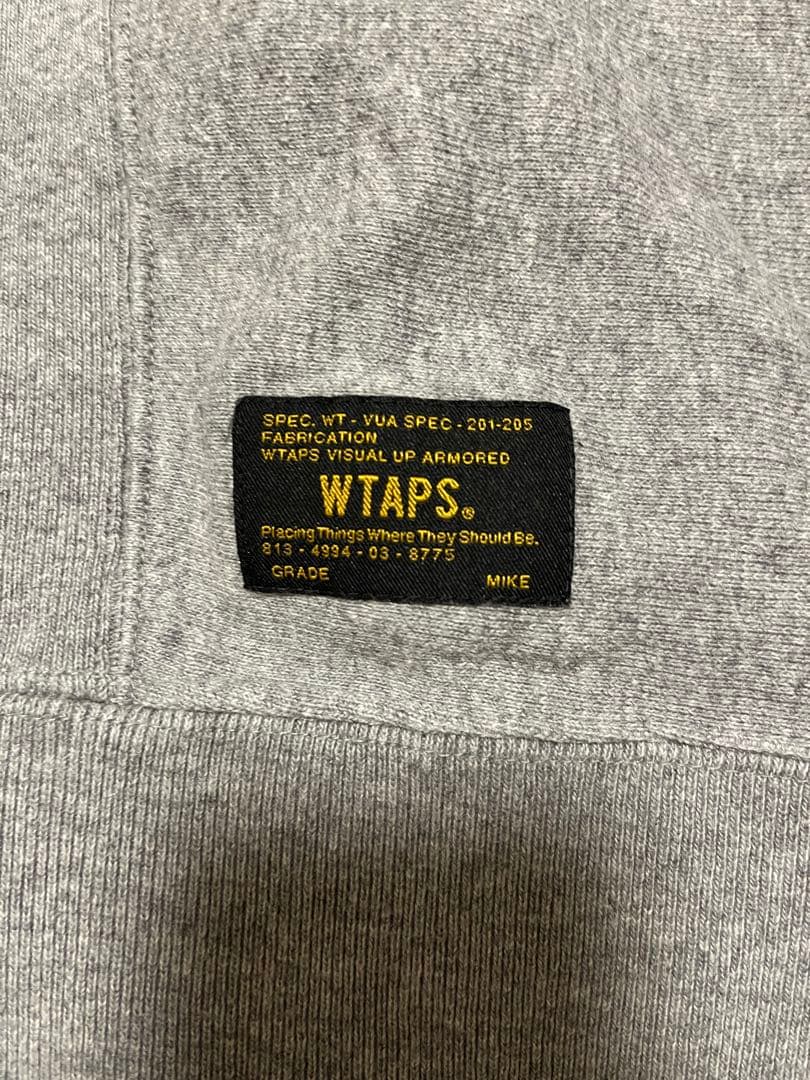 SPEC. WT - VUA SPEC - 201-205
FABRICATION
WTAPS VISUAL UP ARMORED
WTAPS®
Placing Things Where They Should Be.
813 - 4994 - 03 - 8775
GRADE MIKE